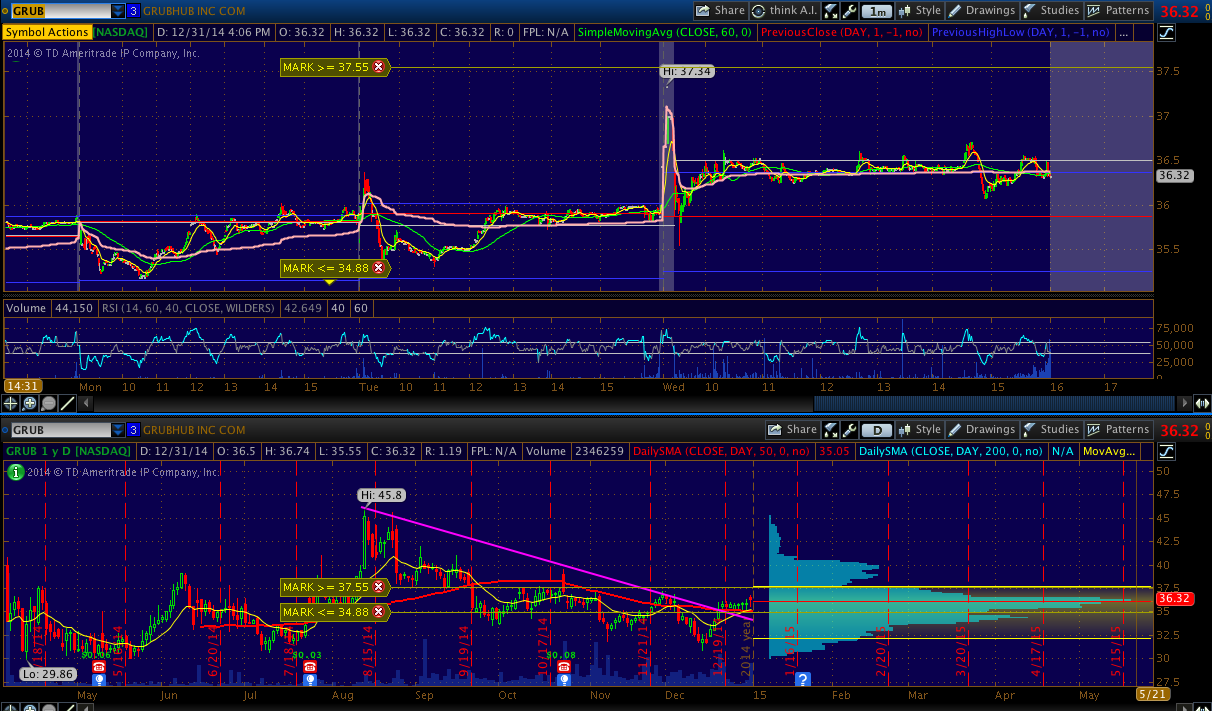 GRUB 3 GRUBHUB INC COM Share think A.I. 1m Style Drawings Studies Patterns 36.32 0 0
Symbol Actions [NASDAQ] D: 12/31/14 4:06 PM O: 36.32 H: 36.32 L: 36.32 C: 36.32 R: 0 FPL: N/A SimpleMovingAvg (CLOSE, 60, 0) PreviousClose (DAY, 1, -1, no) PreviousHighLow (DAY, 1, -1, no) ...
2014 © TD Ameritrade IP Company, Inc.
MARK >= 37.55
Hi: 37.34
37.5
37
36.5
36.32
36
35.5
MARK <= 34.88
Volume 44,150 RSI (14, 60, 40, CLOSE, WILDERS) 42.649 40 60
75,000
50,000
25,000
0
14:31 Mon 10 11 12 13 14 15 Tue 10 11 12 13 14 15 Wed 10 11 12 13 14 15 16 17
GRUB 3 GRUBHUB INC COM Share D Style Drawings Studies Patterns 36.32 0 0
GRUB 1 y D [NASDAQ] D: 12/31/14 O: 36.5 H: 36.74 L: 35.55 C: 36.32 R: 1.19 FPL: N/A Volume 2346259 DailySMA (CLOSE, DAY, 50, 0, no) 35.05 DailySMA (CLOSE, DAY, 200, 0, no) N/A MovAvg...
2014 © TD Ameritrade IP Company, Inc.
Hi: 45.8
50
47.5
45
42.5
40
37.5
36.32
35
32.5
30
27.5
MARK >= 37.55
MARK <= 34.88
$0.03
$0.08
Lo: 29.86
6/20/14
7/18/14
8/15/14
9/19/14
10/17/14
11/21/14
12/19/14
2014 year
2/20/15
3/20/15
4/17/15
5/15/15
May Jun Jul Aug Sep Oct Nov Dec 15 Feb Mar Apr May 5/21